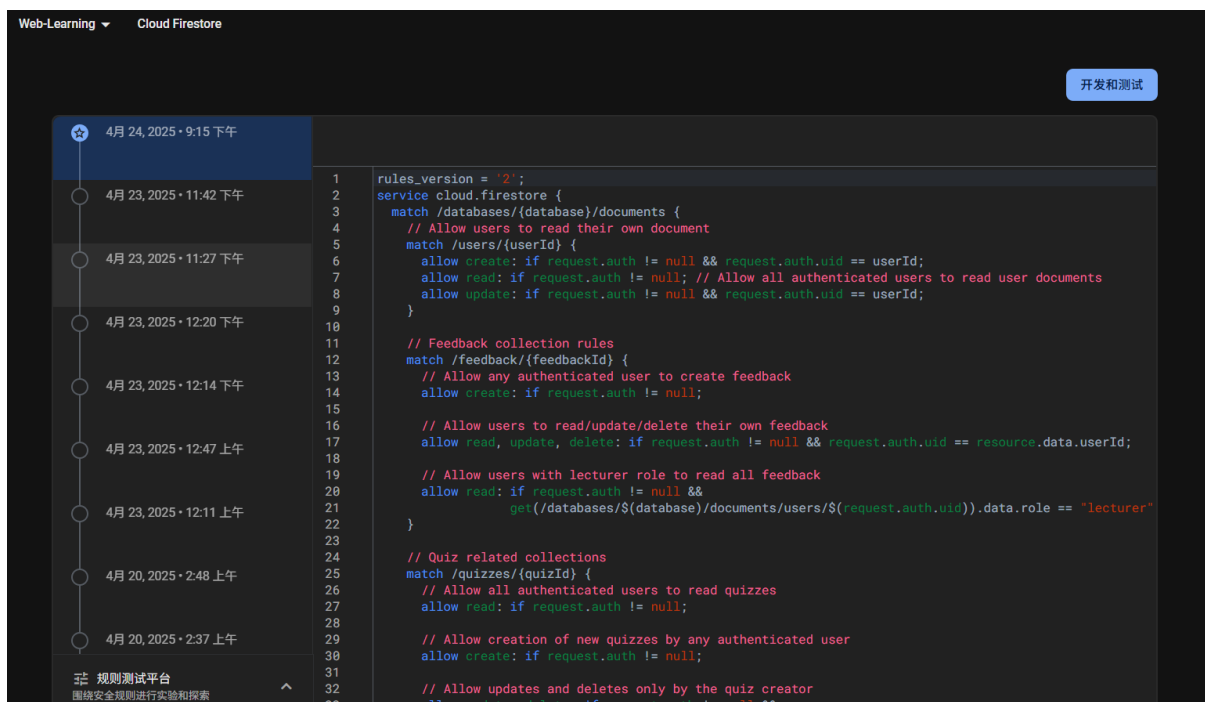 Web-Learning
Cloud Firestore
开发和测试
4月 24, 2025 • 9:15 下午
4月 23, 2025 • 11:42 下午
4月 23, 2025 • 11:27 下午
4月 23, 2025 • 12:20 下午
4月 23, 2025 • 12:14 下午
4月 23, 2025 • 12:47 上午
4月 23, 2025 • 12:11 上午
4月 20, 2025 • 2:48 上午
4月 20, 2025 • 2:37 上午
规则测试平台
围绕安全规则进行实验和探索
1 rules_version = '2';
2 service cloud.firestore {
3 match /databases/{database}/documents {
4 // Allow users to read their own document
5 match /users/{userId} {
6 allow create: if request.auth != null && request.auth.uid == userId;
7 allow read: if request.auth != null; // Allow all authenticated users to read user documents
8 allow update: if request.auth != null && request.auth.uid == userId;
9 }
10
11 // Feedback collection rules
12 match /feedback/{feedbackId} {
13 // Allow any authenticated user to create feedback
14 allow create: if request.auth != null;
15
16 // Allow users to read/update/delete their own feedback
17 allow read, update, delete: if request.auth != null && request.auth.uid == resource.data.userId;
18
19 // Allow users with lecturer role to read all feedback
20 allow read: if request.auth != null &&
21 get(/databases/$(database)/documents/users/$(request.auth.uid)).data.role == "lecturer"
22 }
23
24 // Quiz related collections
25 match /quizzes/{quizId} {
26 // Allow all authenticated users to read quizzes
27 allow read: if request.auth != null;
28
29 // Allow creation of new quizzes by any authenticated user
30 allow create: if request.auth != null;
31
32 // Allow updates and deletes only by the quiz creator